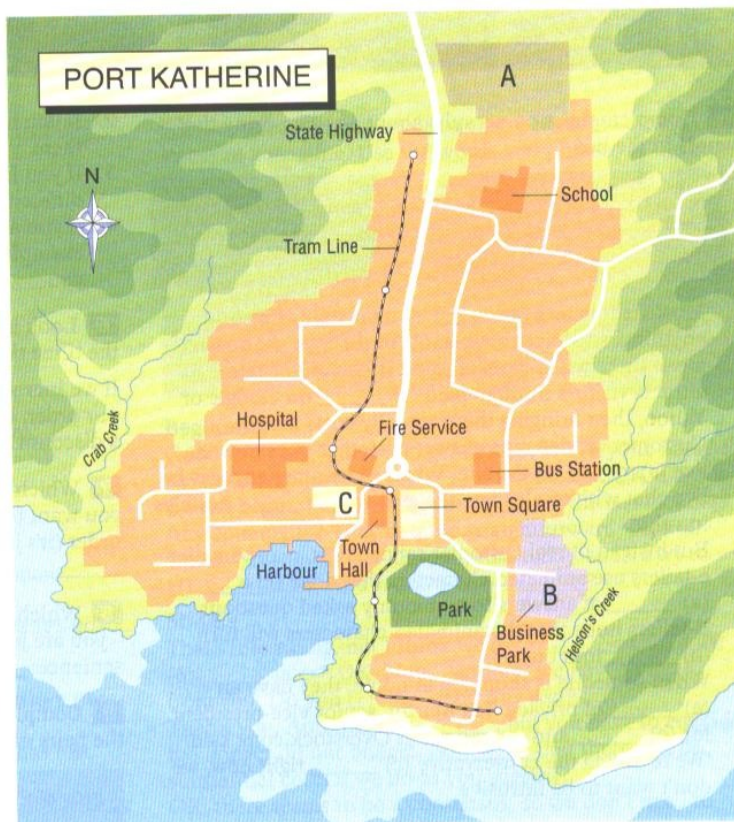 PORT KATHERINE
A
State Highway
N
School
Tram Line
Hospital
Fire Service
Crab Creek
Bus Station
C
Town Square
Town
Hall
Harbour
B
Park
Business
Park
Helson's Creek